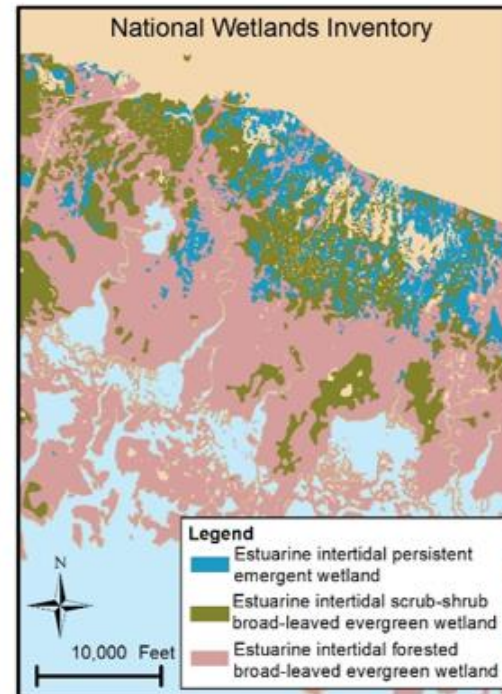 National Wetlands Inventory
Legend
Estuarine intertidal persistent
emergent wetland
Estuarine intertidal scrub-shrub
broad-leaved evergreen wetland
Estuarine intertidal forested
broad-leaved evergreen wetland
N
10,000 Feet